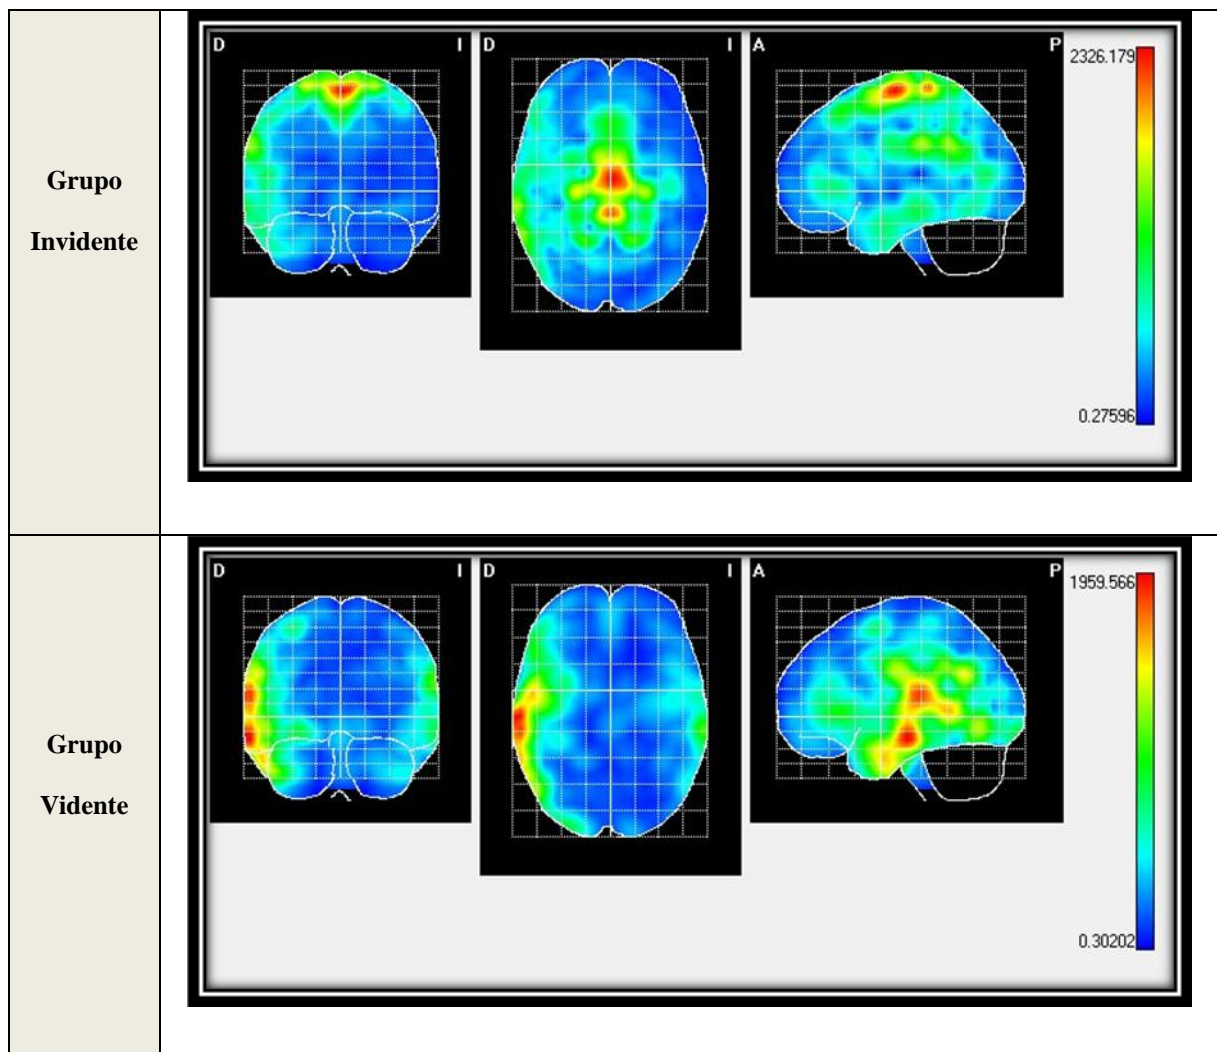 D I D I A P
2326.179
Grupo
Invidente
0.27596
D I D I A P
1959.566
Grupo
Vidente
0.30202